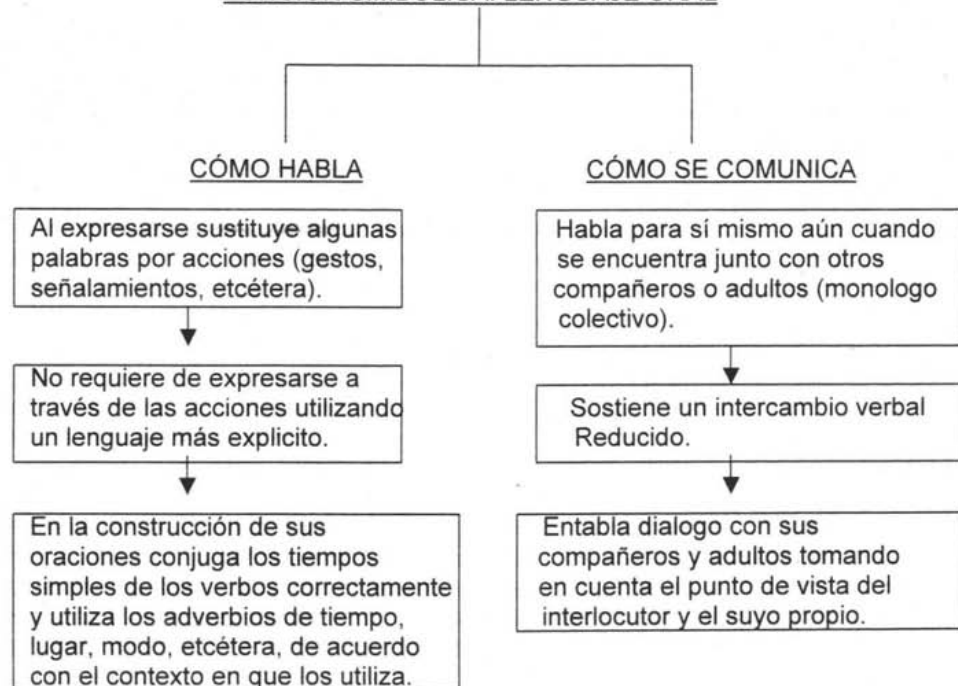 CÓMO HABLA
Al expresarse sustituye algunas
palabras por acciones (gestos,
señalamientos, etcétera).
No requiere de expresarse a
través de las acciones utilizando
un lenguaje más explicito.
En la construcción de sus
oraciones conjuga los tiempos
simples de los verbos correctamente
y utiliza los adverbios de tiempo,
lugar, modo, etcétera, de acuerdo
con el contexto en que los utiliza.
CÓMO SE COMUNICA
Habla para sí mismo aún cuando
se encuentra junto con otros
compañeros o adultos (monologo
colectivo).
Sostiene un intercambio verbal
Reducido.
Entabla dialogo con sus
compañeros y adultos tomando
en cuenta el punto de vista del
interlocutor y el suyo propio.